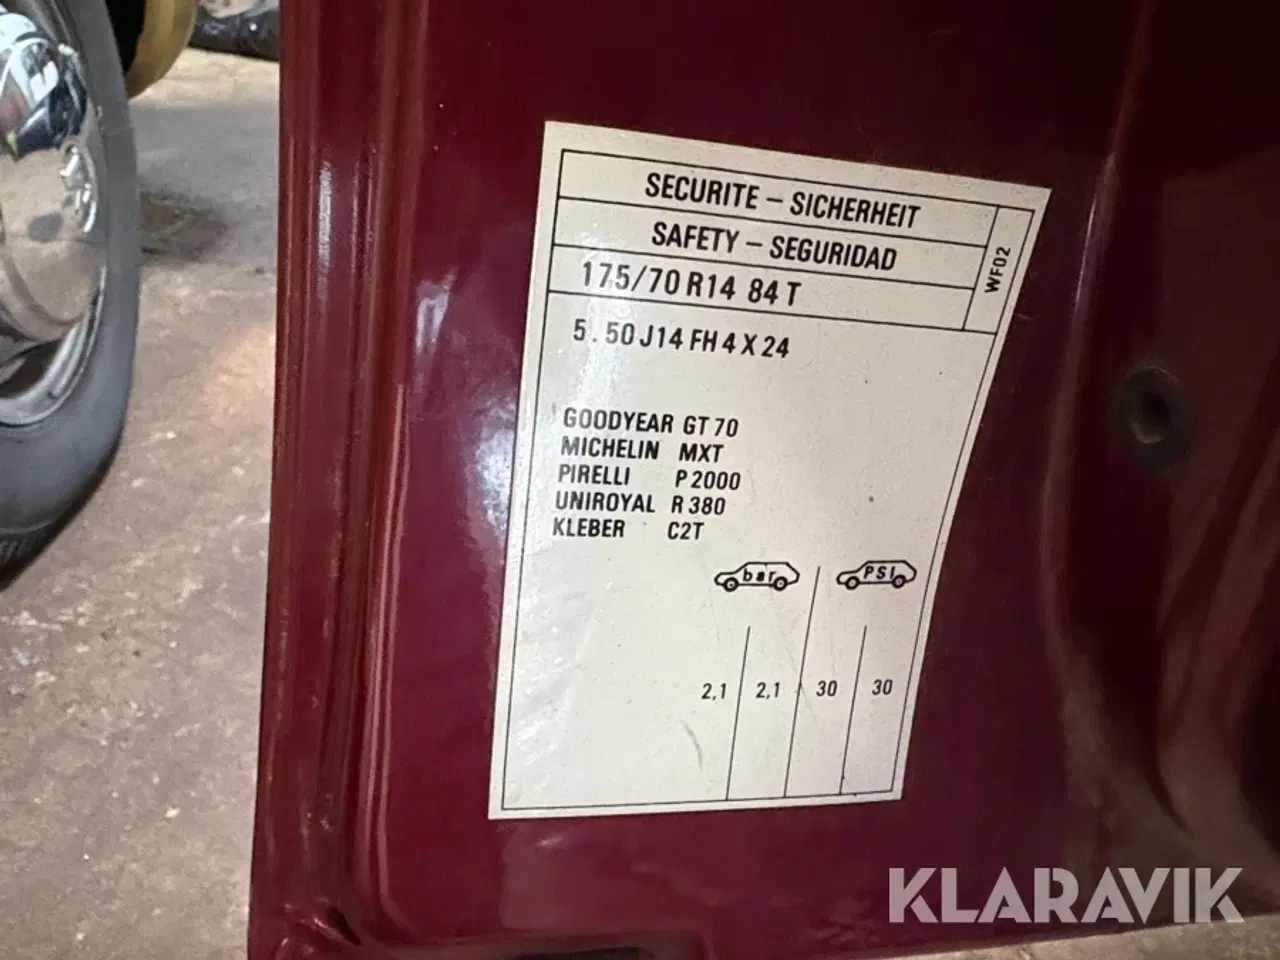 SECURITE – SICHERHEIT
SAFETY – SEGURIDAD
WF02
175/70 R14 84 T
5.50 J14 FH 4 X 24
GOODYEAR GT 70
MICHELIN MXT
PIRELLI P 2000
UNIROYAL R 380
KLEBER C2T
bar PSI
2,1 2,1 30 30
KLARAVIK